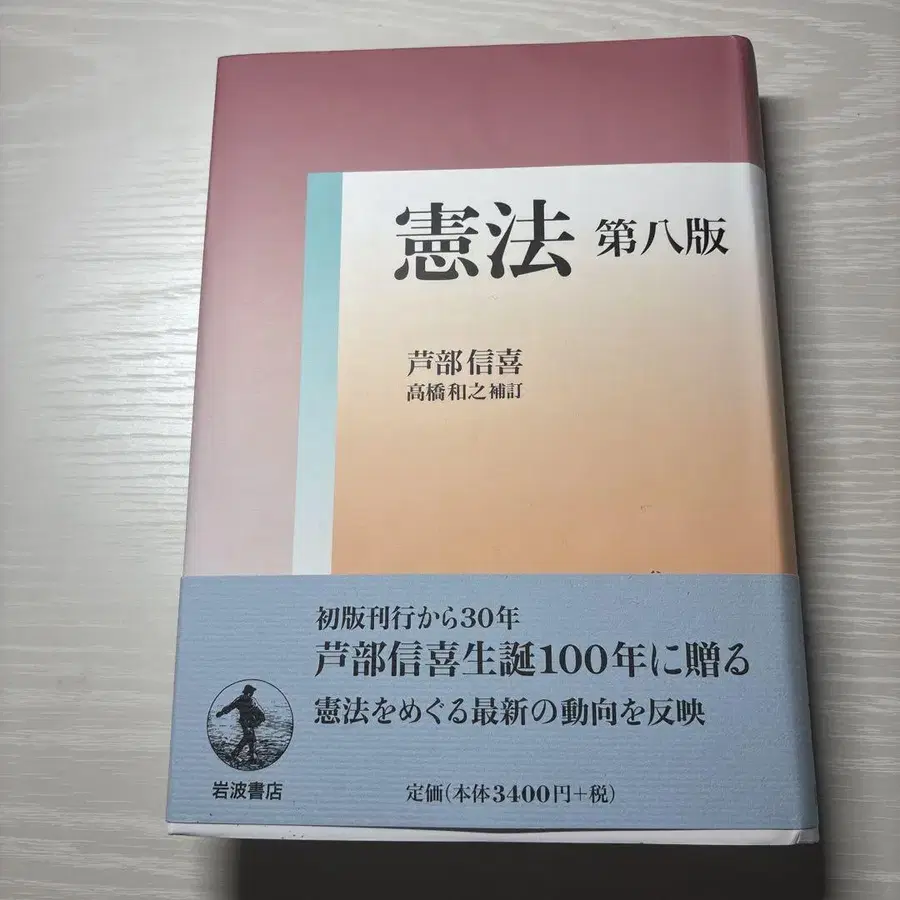 憲法 第八版
芦部信喜
高橋和之補訂
初版刊行から30年
芦部信喜生誕100年に贈る
憲法をめぐる最新の動向を反映
岩波書店
定価(本体3400円+税)